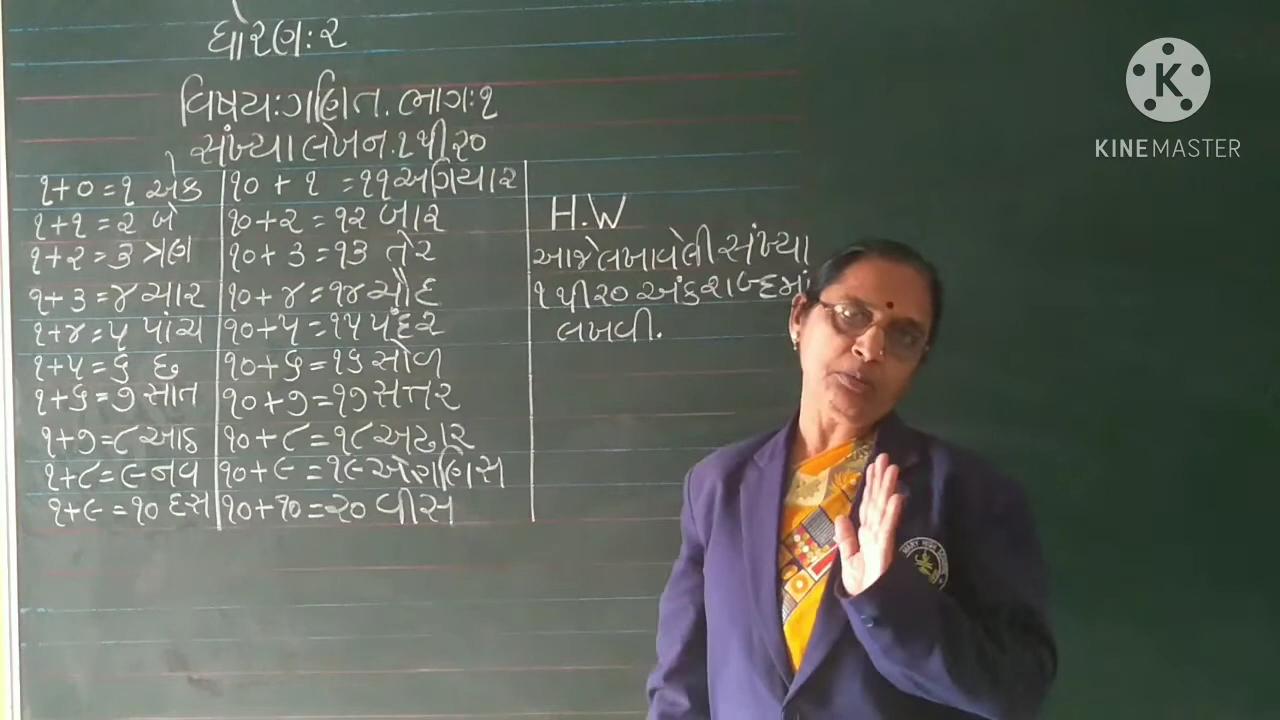 ધોરણ:૨
વિષય:ગણિત. ભાગ:૧
સંખ્યા લેખન.૧થી ૨૦
૧+૦=૧ એક
૧+૧=૨ બે
૧+૨=૩ ત્રણ
૧+૩=૪ ચાર
૧+૪=૫ પાંચ
૧+૫=૬ છ
૧+૬=૭ સાત
૧+૭=૮ આઠ
૧+૮=૯ નવ
૧+૯=૧૦ દસ
૧૦+૧=૧૧ અગિયાર
૧૦+૨=૧૨ બાર
૧૦+૩=૧૩ તેર
૧૦+૪=૧૪ ચૌદ
૧૦+૫=૧૫ પંદર
૧૦+૬=૧૬ સોળ
૧૦+૭=૧૭ સત્તર
૧૦+૮=૧૮ અઢાર
૧૦+૯=૧૯ ઓગણિસ
૧૦+૧૦=૨૦ વીસ
H.W
આજે લખાવેલી સંખ્યા
૧ થી ૨૦ અંક શબ્દમાં
લખવી.
K
KINEMASTER